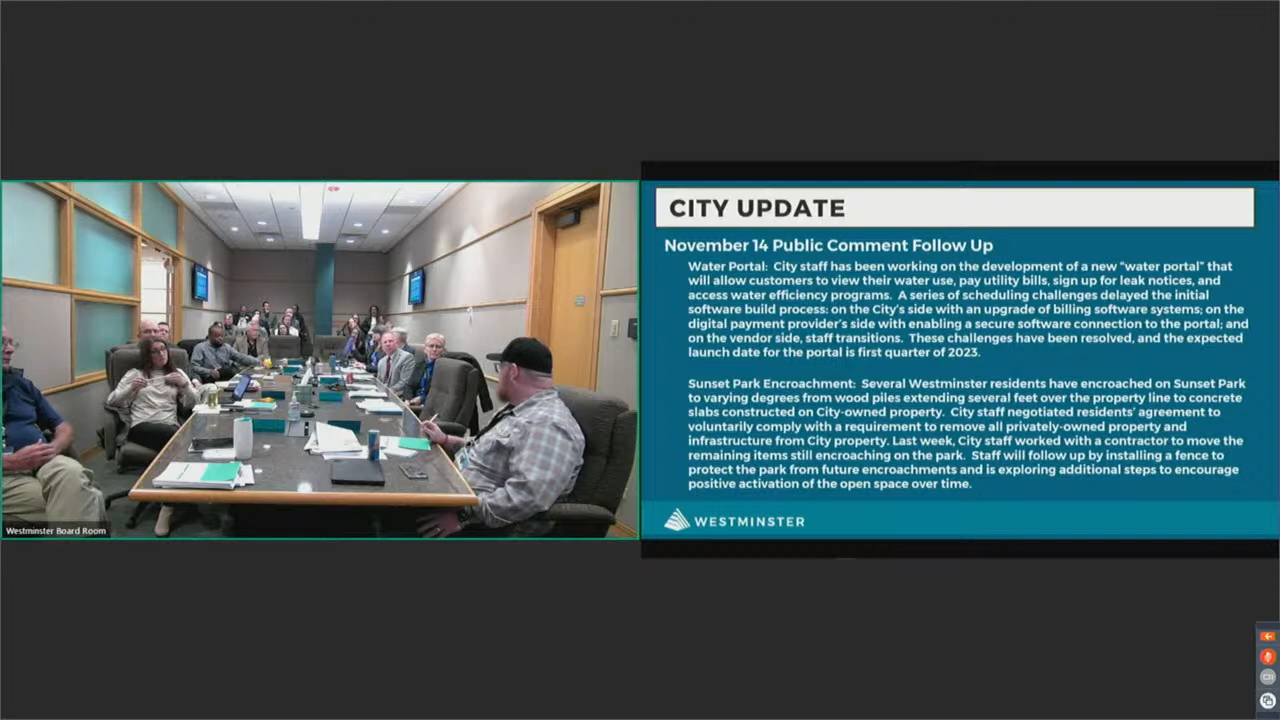 CITY UPDATE
November 14 Public Comment Follow Up
Water Portal: City staff has been working on the development of a new “water portal” that
will allow customers to view their water use, pay utility bills, sign up for leak notices, and
access water efficiency programs. A series of scheduling challenges delayed the initial
software build process: on the City’s side with an upgrade of billing software systems; on the
digital payment provider’s side with enabling a secure software connection to the portal; and
on the vendor side, staff transitions. These challenges have been resolved, and the expected
launch date for the portal is first quarter of 2023.
Sunset Park Encroachment: Several Westminster residents have encroached on Sunset Park
to varying degrees from wood piles extending several feet over the property line to concrete
slabs constructed on City-owned property. City staff negotiated residents’ agreement to
voluntarily comply with a requirement to remove all privately-owned property and
infrastructure from City property. Last week, City staff worked with a contractor to move the
remaining items still encroaching on the park. Staff will follow up by installing a fence to
protect the park from future encroachments and is exploring additional steps to encourage
positive activation of the open space over time.
WESTMINSTER
Westminster Board Room